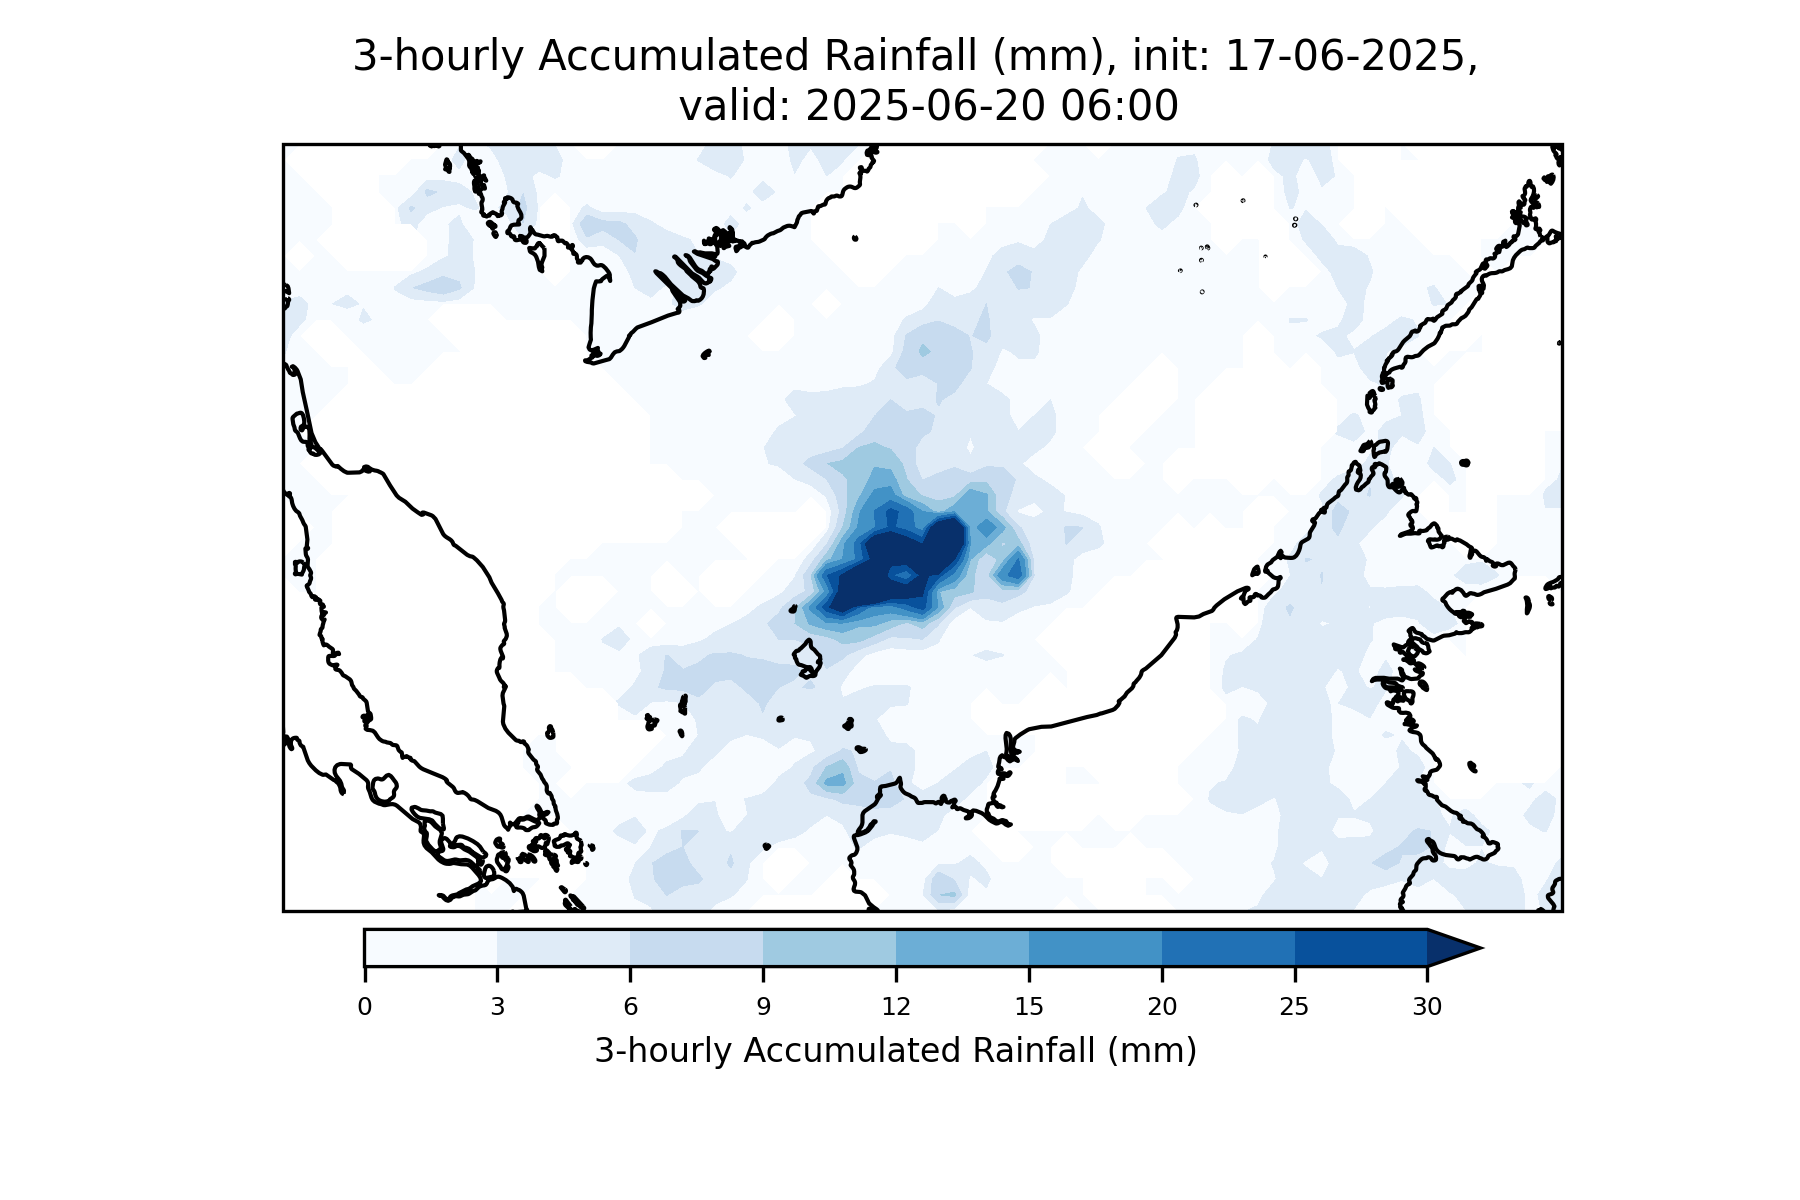 3-hourly Accumulated Rainfall (mm), init: 17-06-2025,
valid: 2025-06-20 06:00
0 3 6 9 12 15 20 25 30
3-hourly Accumulated Rainfall (mm)